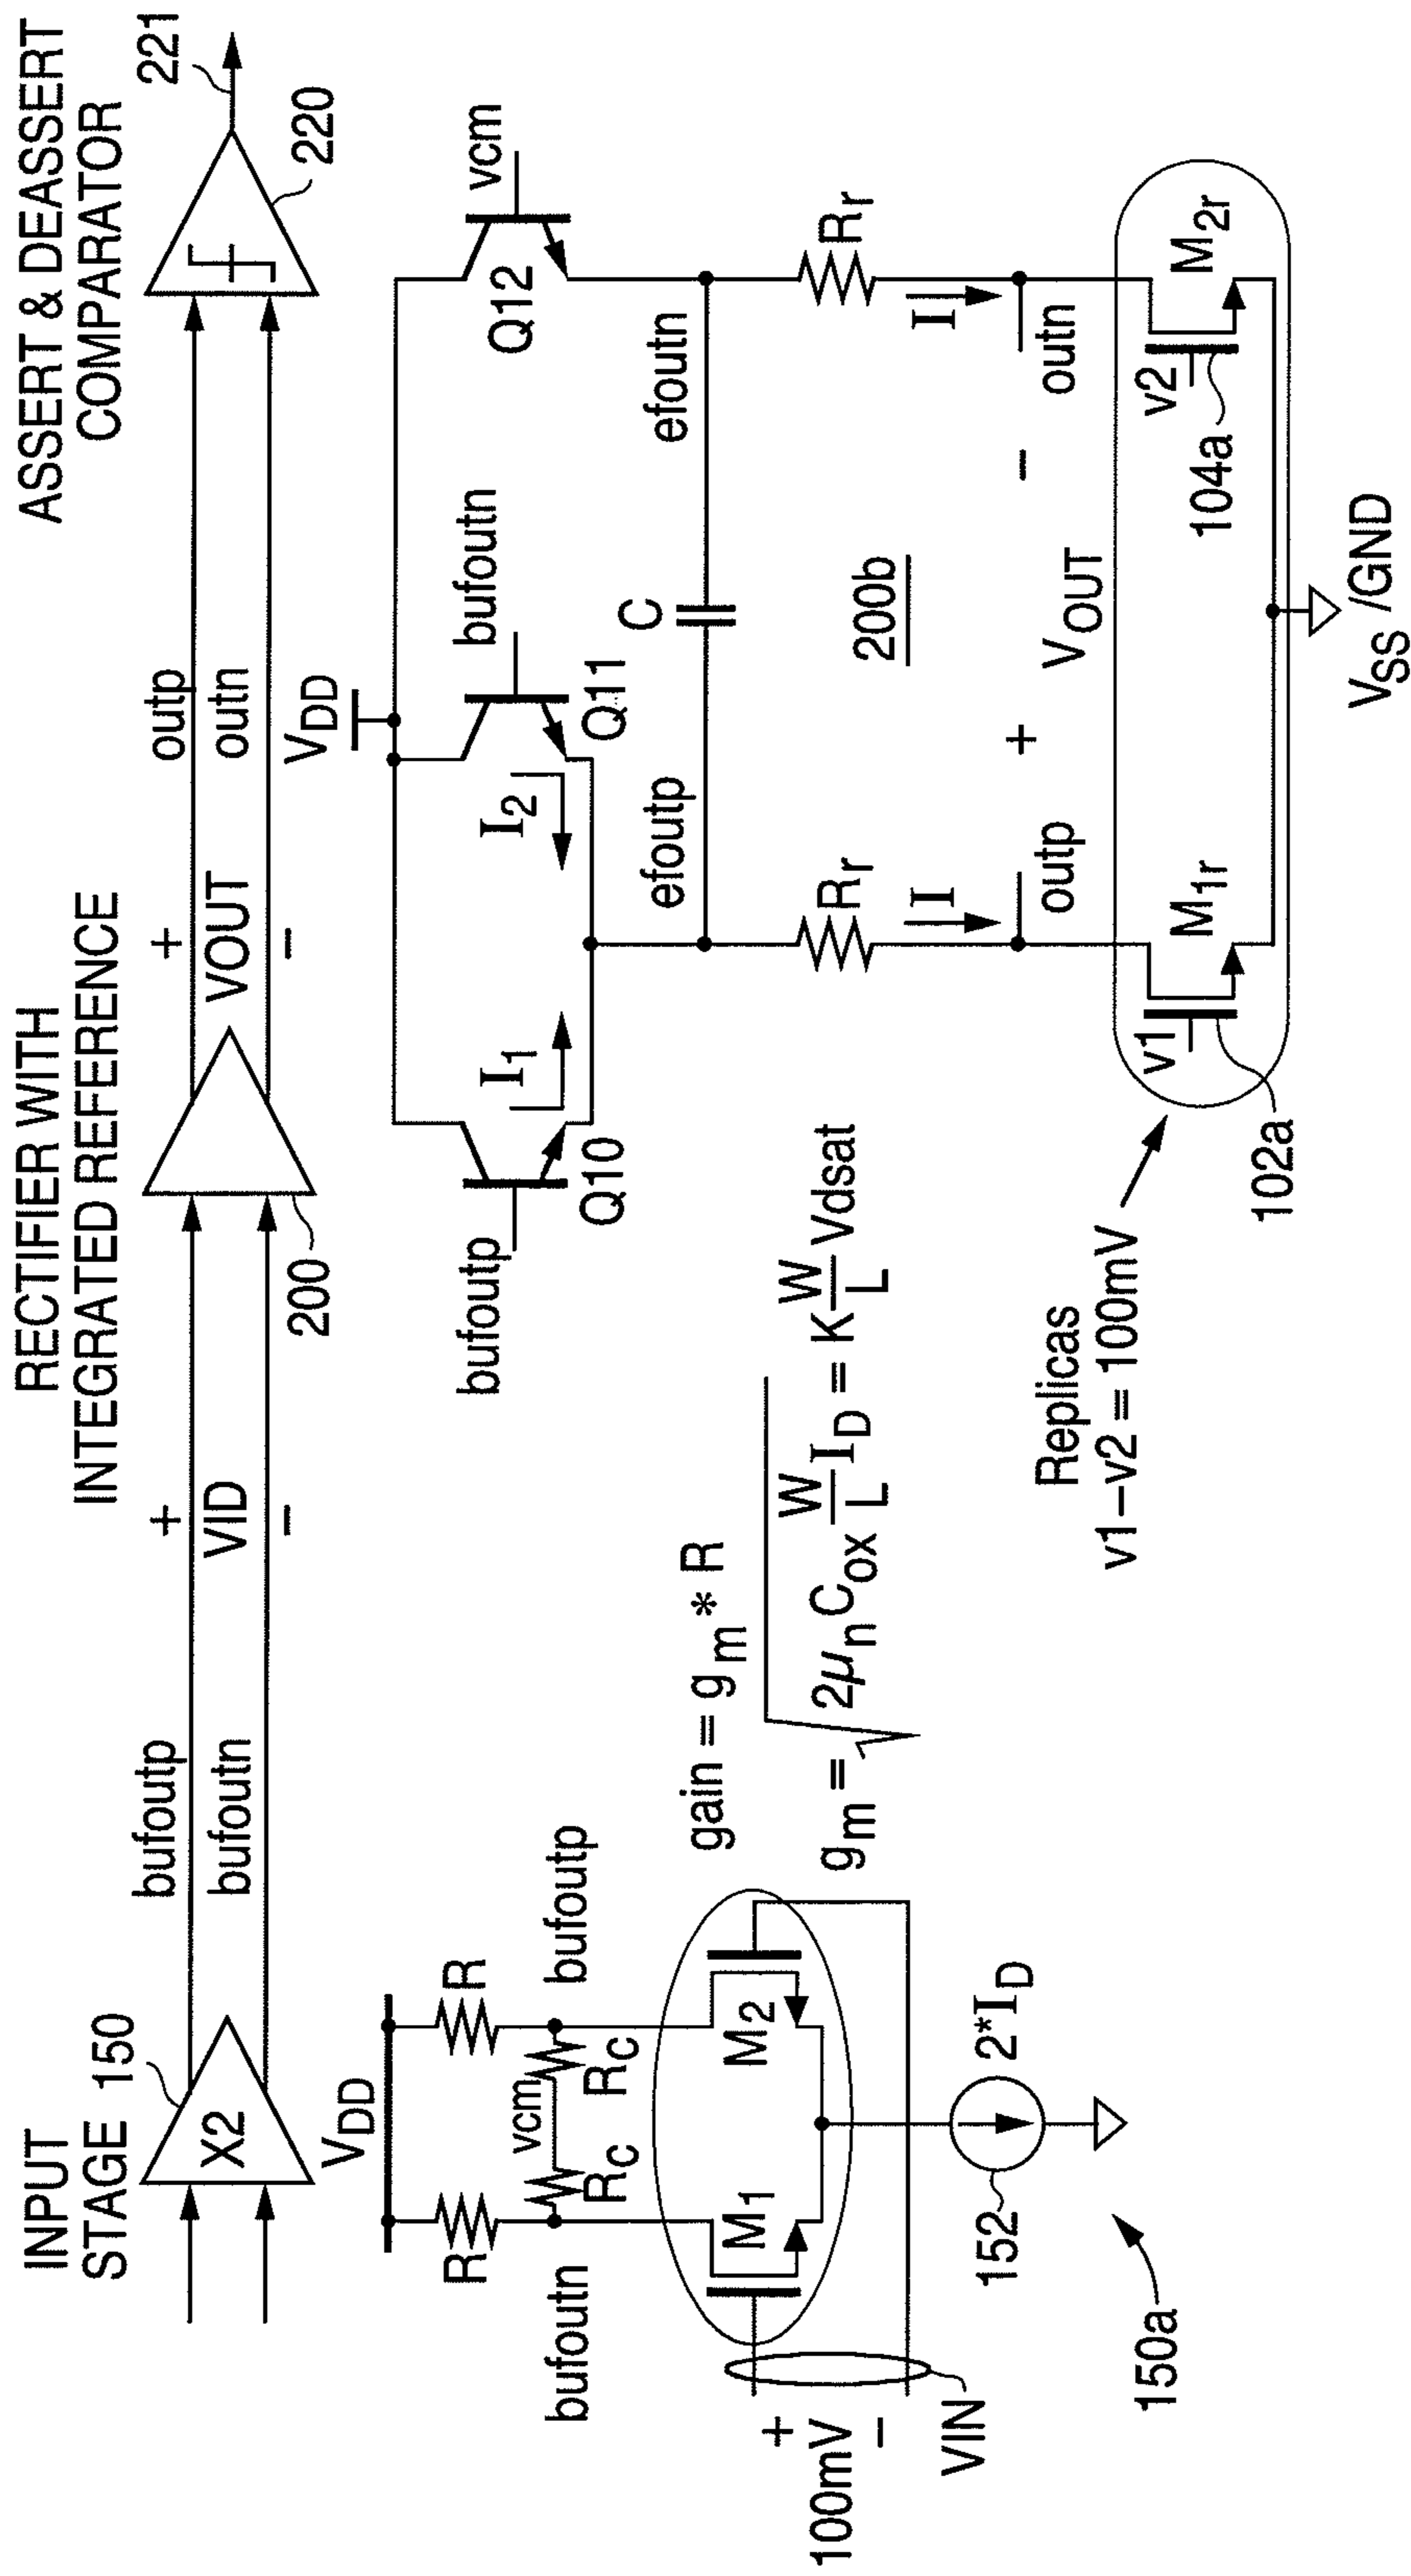 INPUT
STAGE 150
X2
bufoutp
bufoutn
+
VID
−
RECTIFIER WITH
INTEGRATED REFERENCE
200
+
VOUT
−
outp
outn
ASSERT & DEASSERT
COMPARATOR
220
221
VDD
R
R
vcm
RC
RC
bufoutn
bufoutp
M1
M2
+
100mV
−
VIN
152
2*ID
150a
gain = gm * R
gm = √2μnCox W/L ID = K W/L Vdsat
VDD
bufoutp
Q10
I1
bufoutn
Q11
I2
vcm
Q12
efoutp
C
efoutn
Rr
Rr
I
I
200b
outp
+
VOUT
−
outn
Replicas
v1−v2 = 100mV
v1
M1r
102a
v2
M2r
104a
VSS /GND